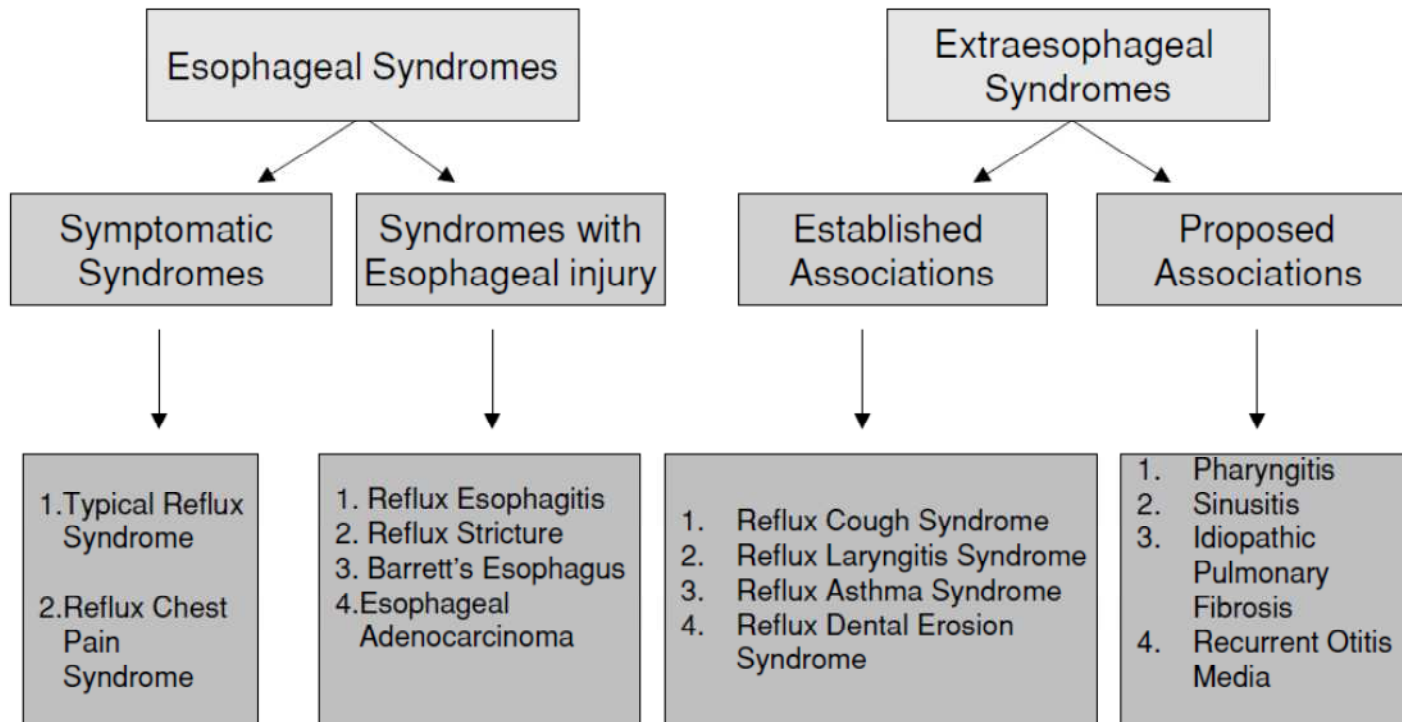 Esophageal Syndromes
Extraesophageal
Syndromes
Symptomatic
Syndromes
Syndromes with
Esophageal injury
Established
Associations
Proposed
Associations
1.Typical Reflux
Syndrome
2.Reflux Chest
Pain
Syndrome
1. Reflux Esophagitis
2. Reflux Stricture
3. Barrett's Esophagus
4.Esophageal
Adenocarcinoma
1. Reflux Cough Syndrome
2. Reflux Laryngitis Syndrome
3. Reflux Asthma Syndrome
4. Reflux Dental Erosion
Syndrome
1. Pharyngitis
2. Sinusitis
3. Idiopathic
Pulmonary
Fibrosis
4. Recurrent Otitis
Media